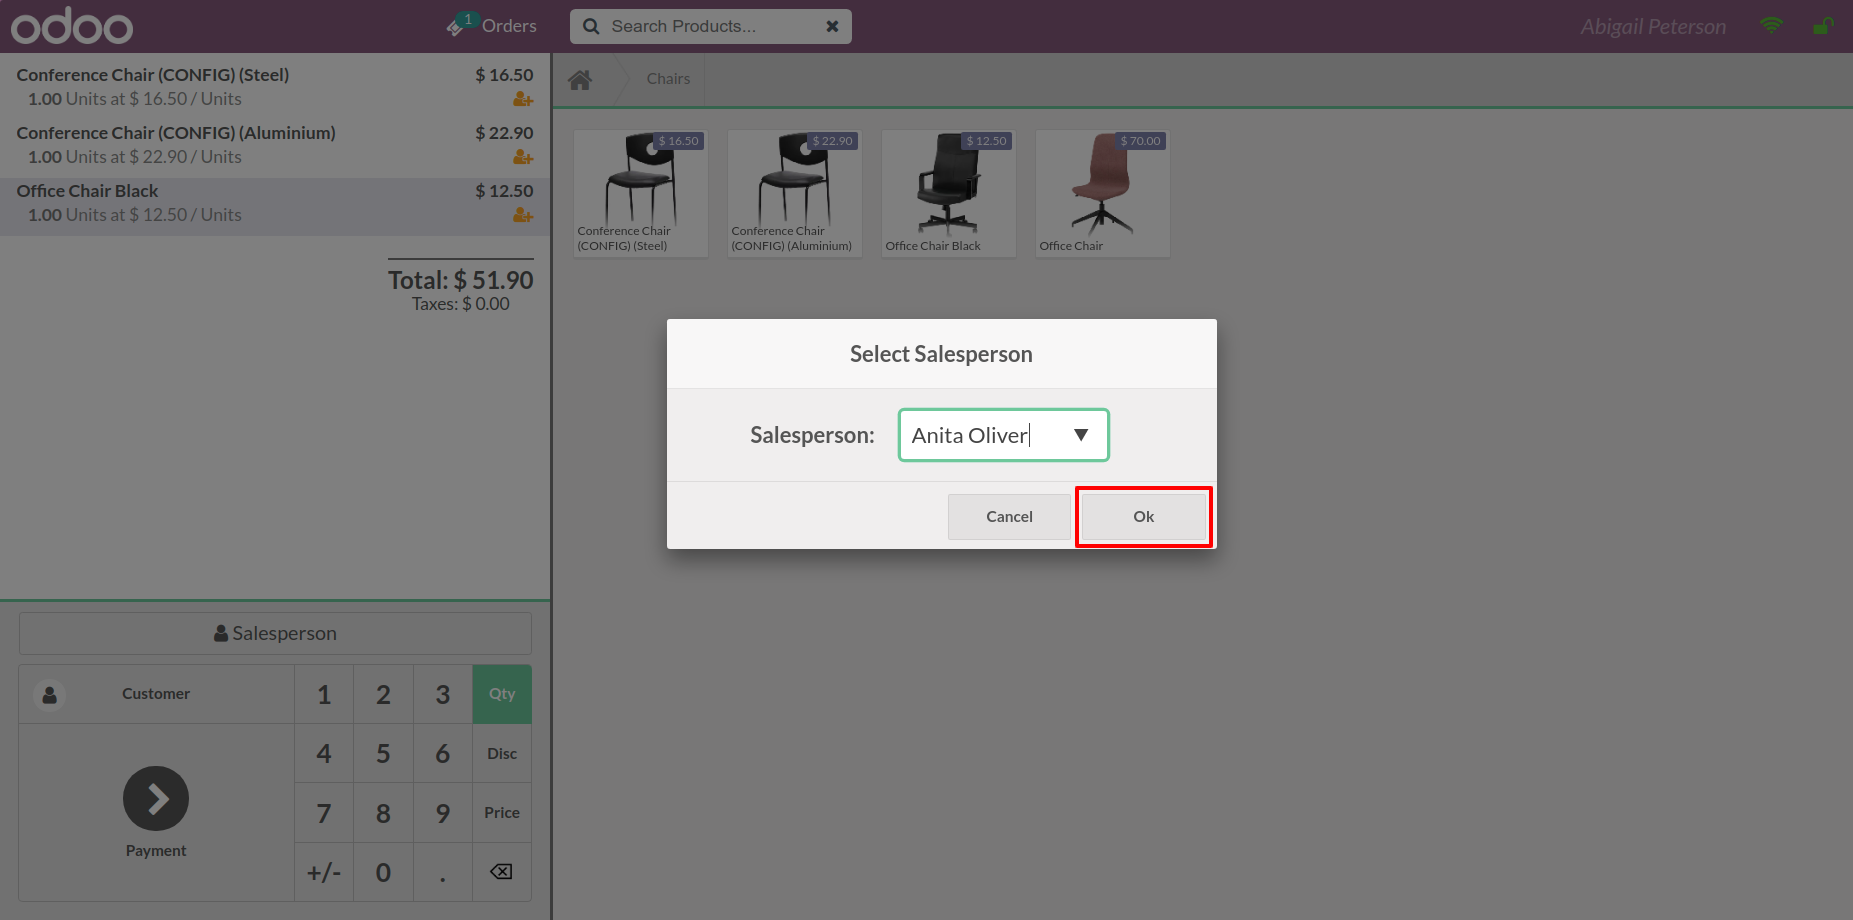 odoo
1
Orders
Search Products...
Abigail Peterson
Conference Chair (CONFIG) (Steel) $ 16.50
1.00 Units at $ 16.50 / Units
Conference Chair (CONFIG) (Aluminium) $ 22.90
1.00 Units at $ 22.90 / Units
Office Chair Black $ 12.50
1.00 Units at $ 12.50 / Units
Total: $ 51.90
Taxes: $ 0.00
Chairs
$ 16.50
Conference Chair
(CONFIG) (Steel)
$ 22.90
Conference Chair
(CONFIG) (Aluminium)
$ 12.50
Office Chair Black
$ 70.00
Office Chair
Select Salesperson
Salesperson: Anita Oliver
Cancel Ok
Salesperson
Customer 1 2 3 Qty
4 5 6 Disc
7 8 9 Price
Payment
+/- 0 .